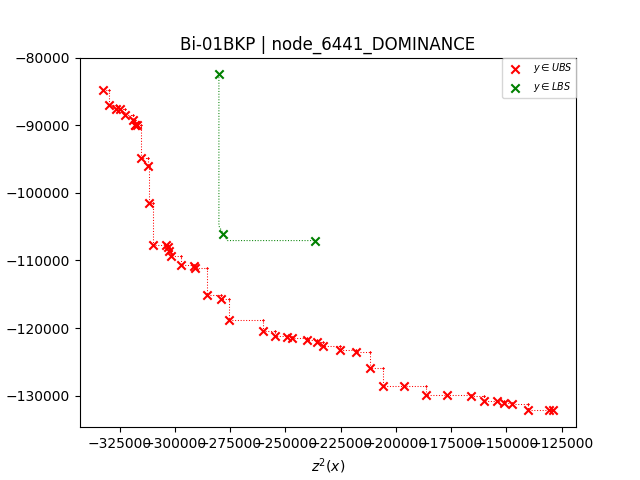 Bi-01BKP | node_6441_DOMINANCE
y ∈ UBS
y ∈ LBS
−80000
−90000
−100000
−110000
−120000
−130000
−325000 −300000 −275000 −250000 −225000 −200000 −175000 −150000 −125000
z²(x)